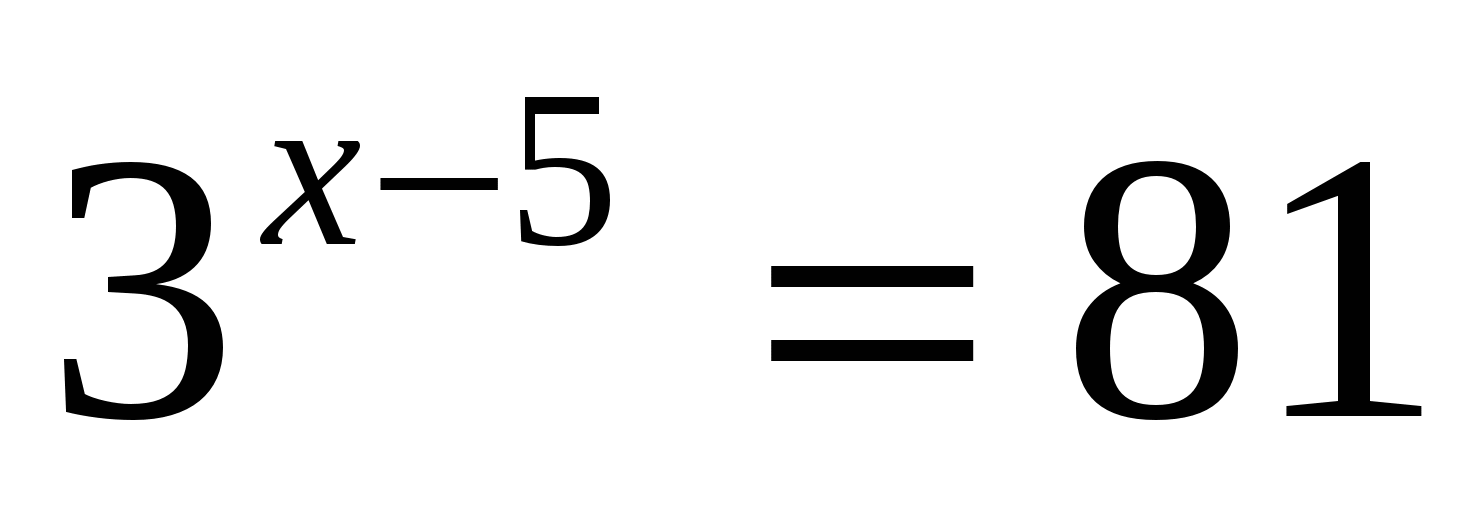 3^{x-5} = 81